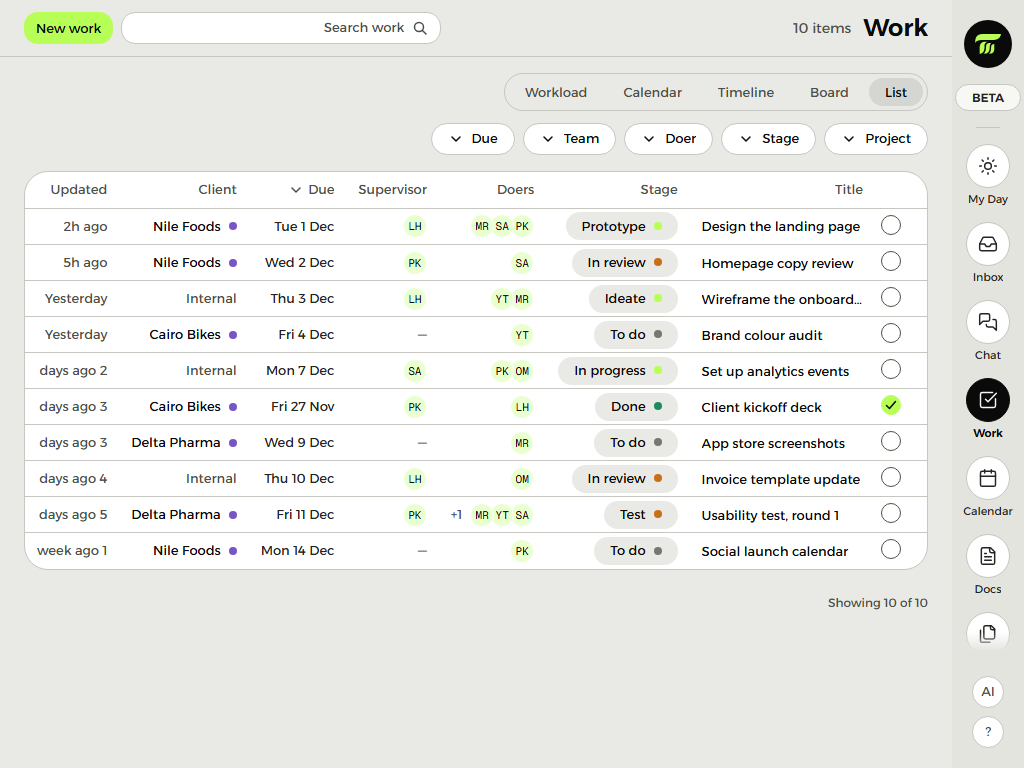 New work
Search work
10 items
Work
Workload
Calendar
Timeline
Board
List
Due
Team
Doer
Stage
Project
Updated Client Due Supervisor Doers Stage Title
2h ago Nile Foods Tue 1 Dec LH MR SA PK Prototype Design the landing page
5h ago Nile Foods Wed 2 Dec PK SA In review Homepage copy review
Yesterday Internal Thu 3 Dec LH YT MR Ideate Wireframe the onboard...
Yesterday Cairo Bikes Fri 4 Dec — YT To do Brand colour audit
days ago 2 Internal Mon 7 Dec SA PK OM In progress Set up analytics events
days ago 3 Cairo Bikes Fri 27 Nov PK LH Done Client kickoff deck
days ago 3 Delta Pharma Wed 9 Dec — MR To do App store screenshots
days ago 4 Internal Thu 10 Dec LH OM In review Invoice template update
days ago 5 Delta Pharma Fri 11 Dec PK +1 MR YT SA Test Usability test, round 1
week ago 1 Nile Foods Mon 14 Dec — PK To do Social launch calendar
Showing 10 of 10
BETA
My Day
Inbox
Chat
Work
Calendar
Docs
AI
?